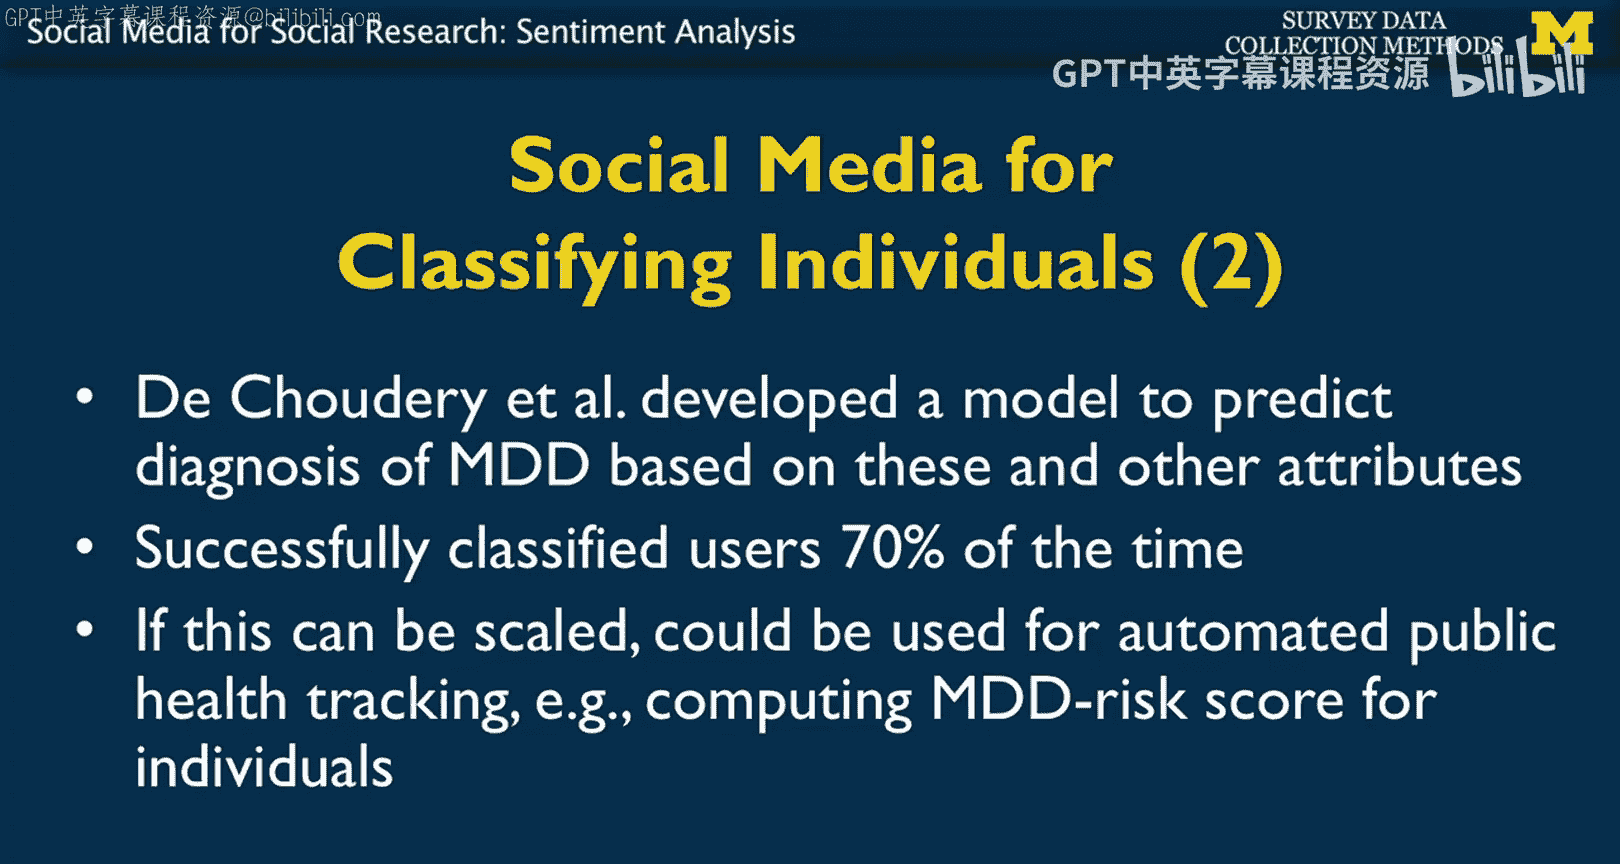 GPT中英字幕课程资源@bilibili.com
Social Media for Social Research: Sentiment Analysis
SURVEY DATA
COLLECTION METHODS
M
GPT中英字幕课程资源 bilibili
Social Media for
Classifying Individuals (2)
• De Choudery et al. developed a model to predict
diagnosis of MDD based on these and other attributes
• Successfully classified users 70% of the time
• If this can be scaled, could be used for automated public
health tracking, e.g., computing MDD-risk score for
individuals